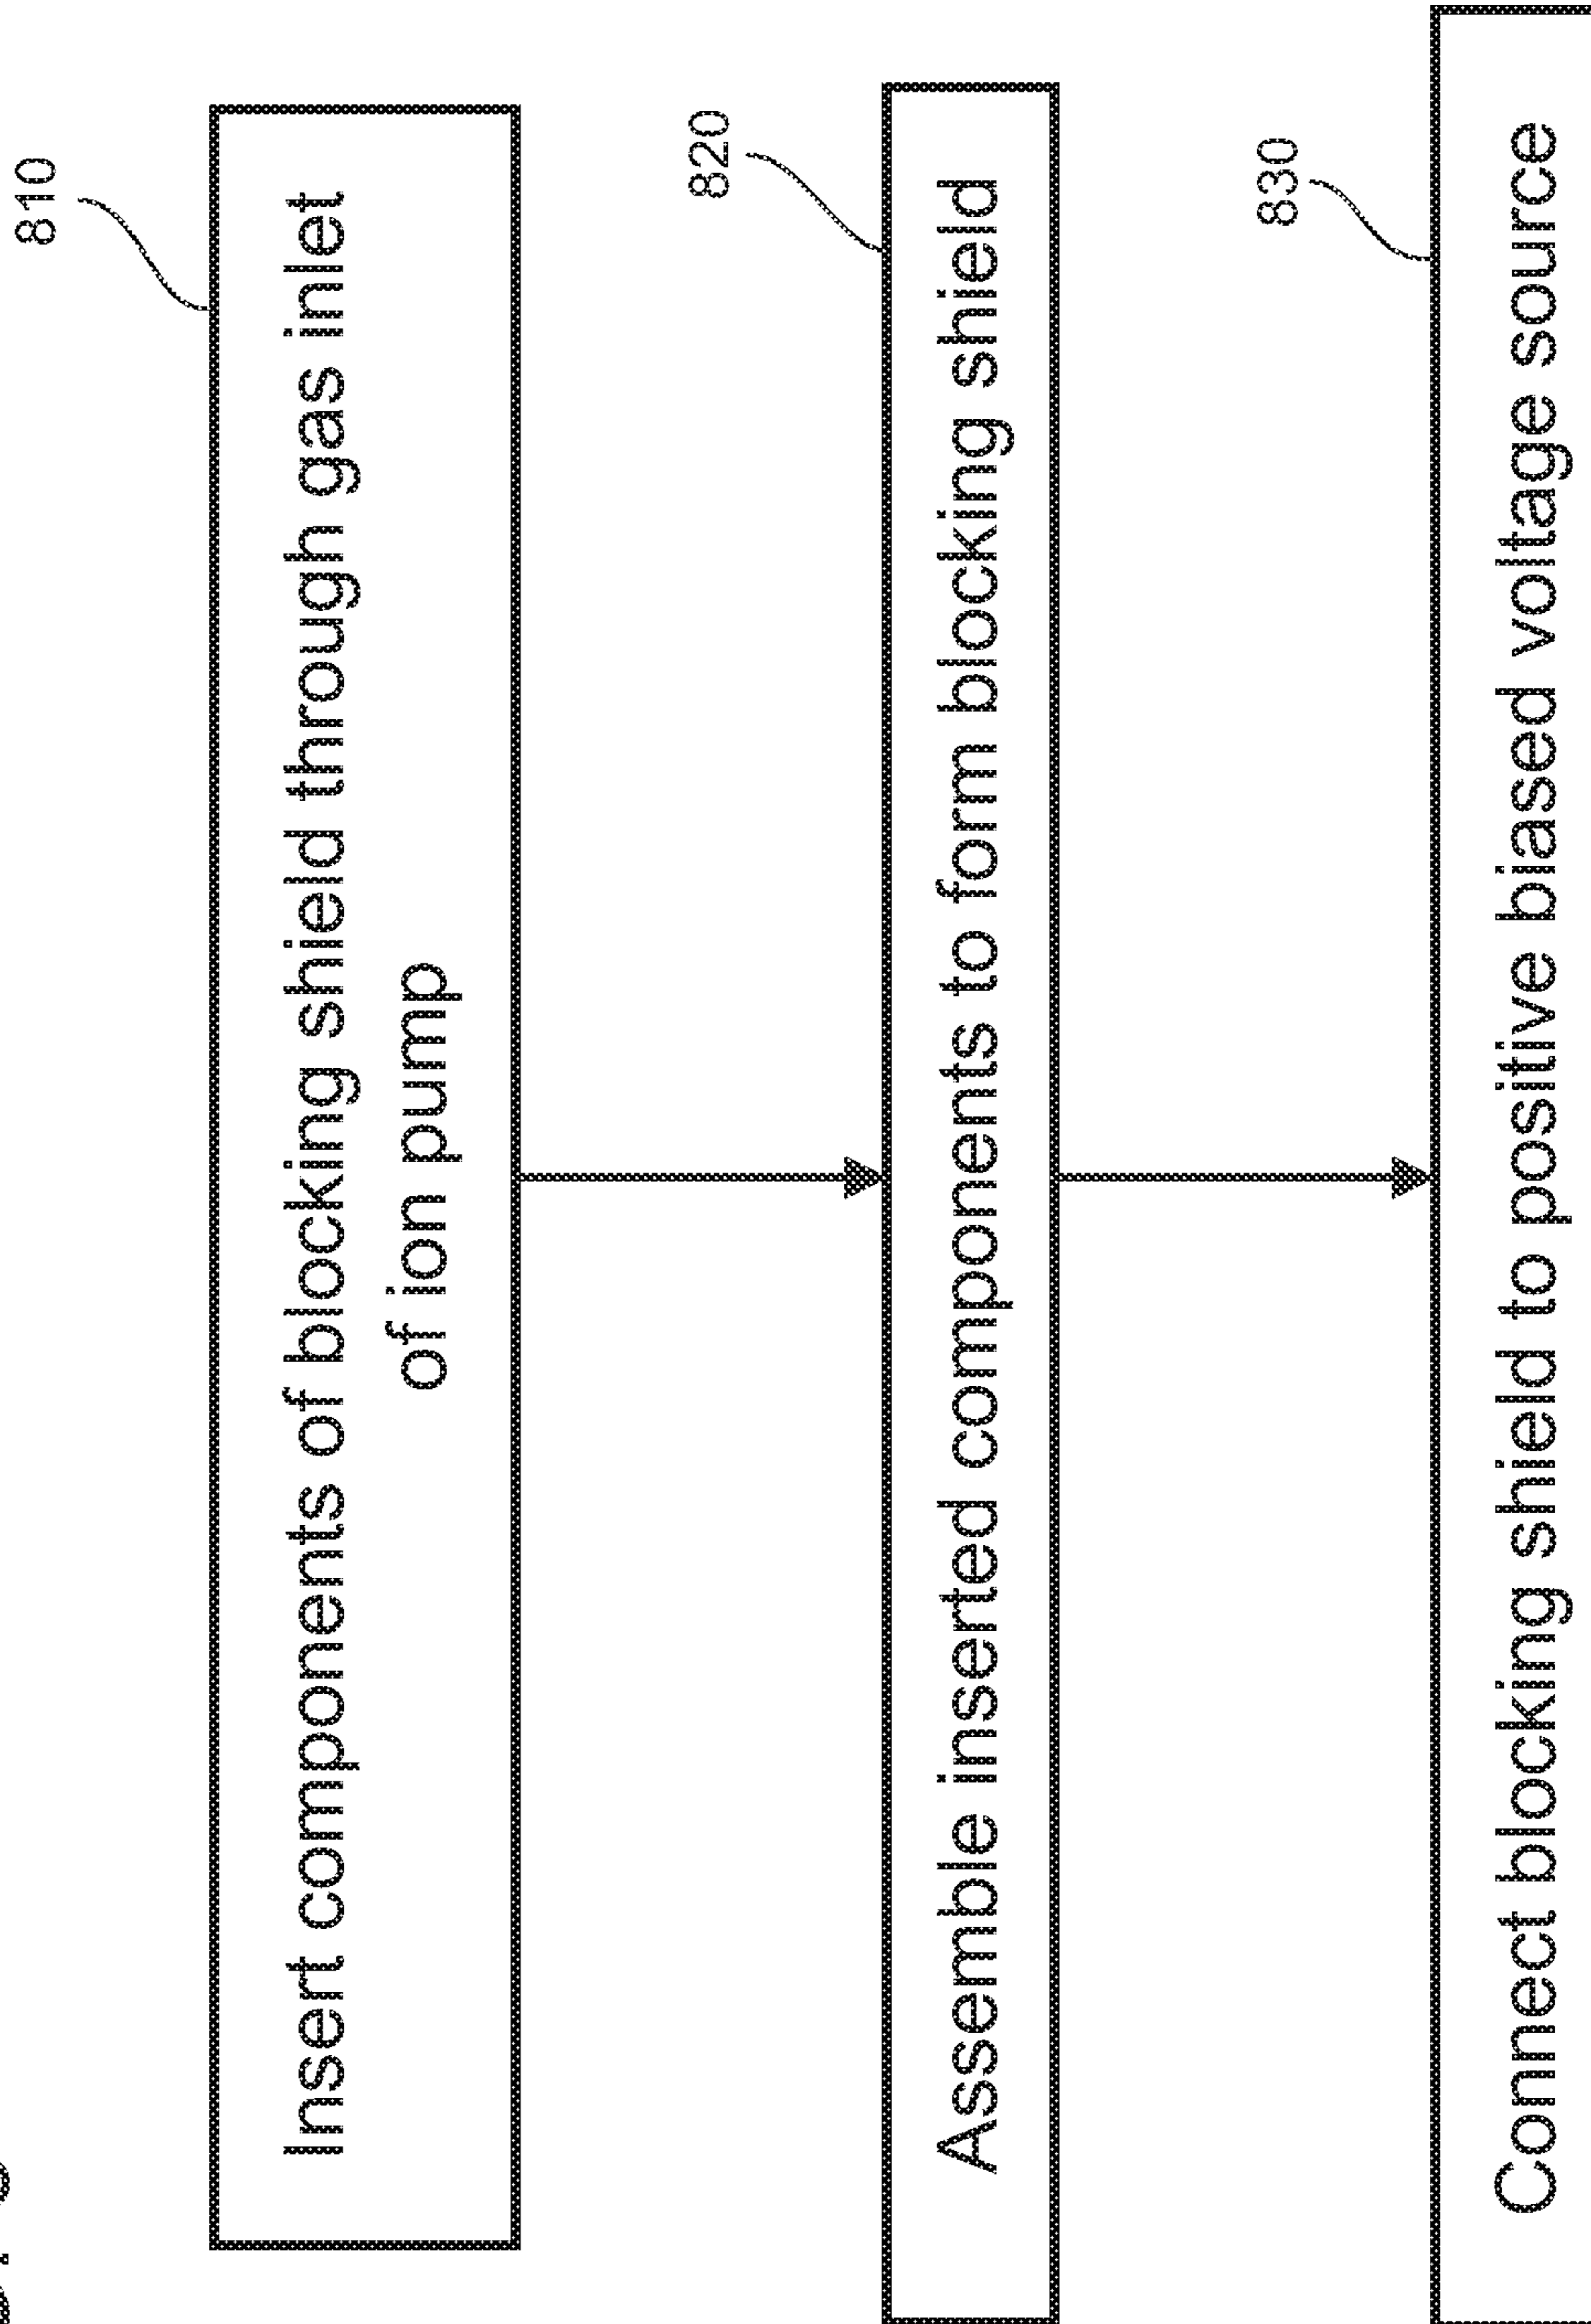 810
Insert components of blocking shield through gas inlet
of ion pump
820
Assemble inserted components to form blocking shield
830
Connect blocking shield to positive biased voltage source